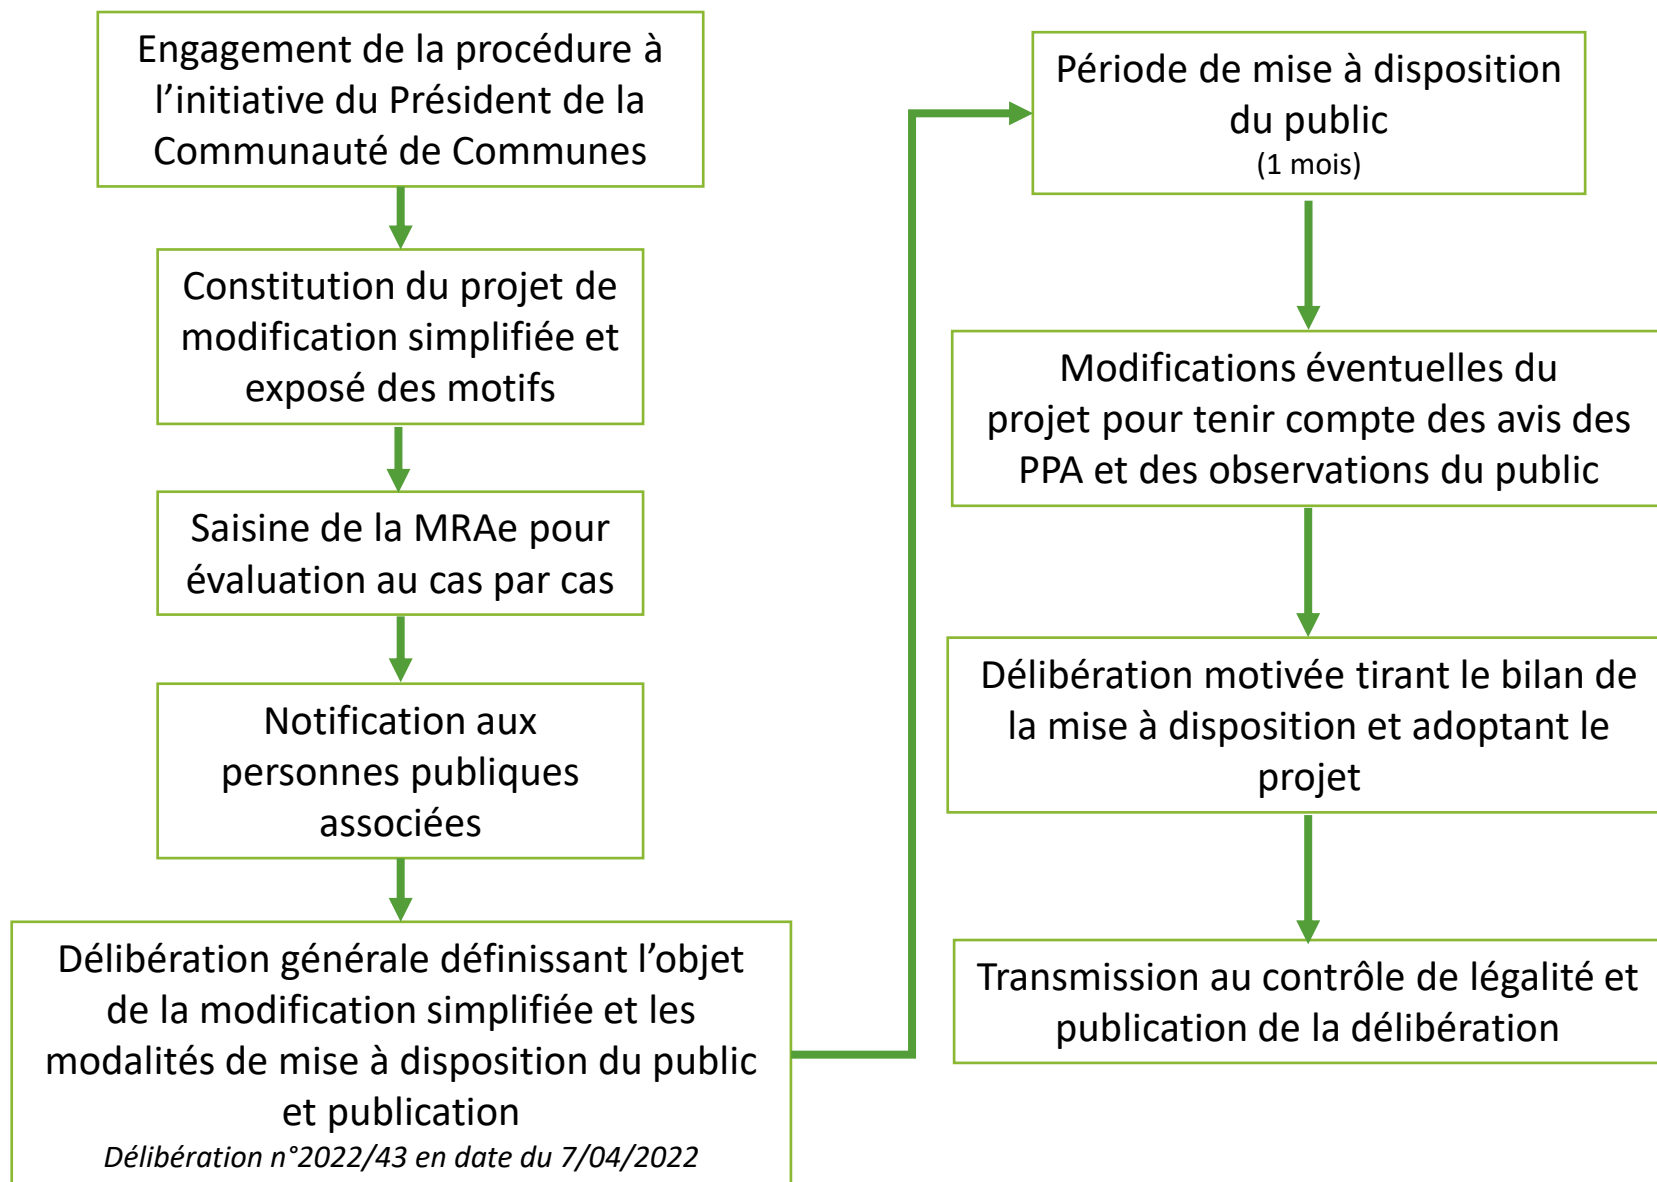 Engagement de la procédure à
l’initiative du Président de la
Communauté de Communes
Constitution du projet de
modification simplifiée et
exposé des motifs
Saisine de la MRAe pour
évaluation au cas par cas
Notification aux
personnes publiques
associées
Délibération générale définissant l’objet
de la modification simplifiée et les
modalités de mise à disposition du public
et publication
Délibération n°2022/43 en date du 7/04/2022
Période de mise à disposition
du public
(1 mois)
Modifications éventuelles du
projet pour tenir compte des avis des
PPA et des observations du public
Délibération motivée tirant le bilan de
la mise à disposition et adoptant le
projet
Transmission au contrôle de légalité et
publication de la délibération